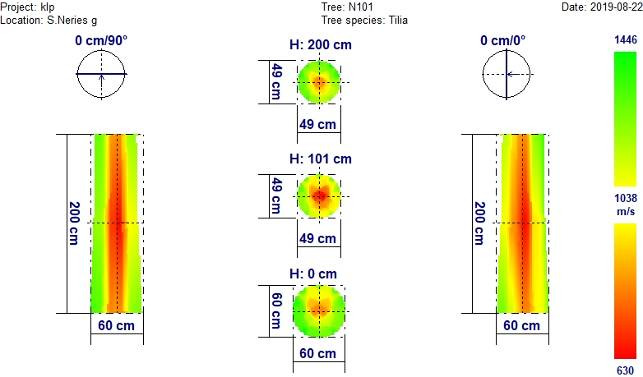 Project: klp
Tree: N101
Date: 2019-08-22
Location: S.Neries g
Tree species: Tilia
0 cm/90°
H: 200 cm
0 cm/0°
1446
49 cm
49 cm
H: 101 cm
200 cm
49 cm
49 cm
200 cm
1038
m/s
H: 0 cm
60 cm
60 cm
60 cm
60 cm
630